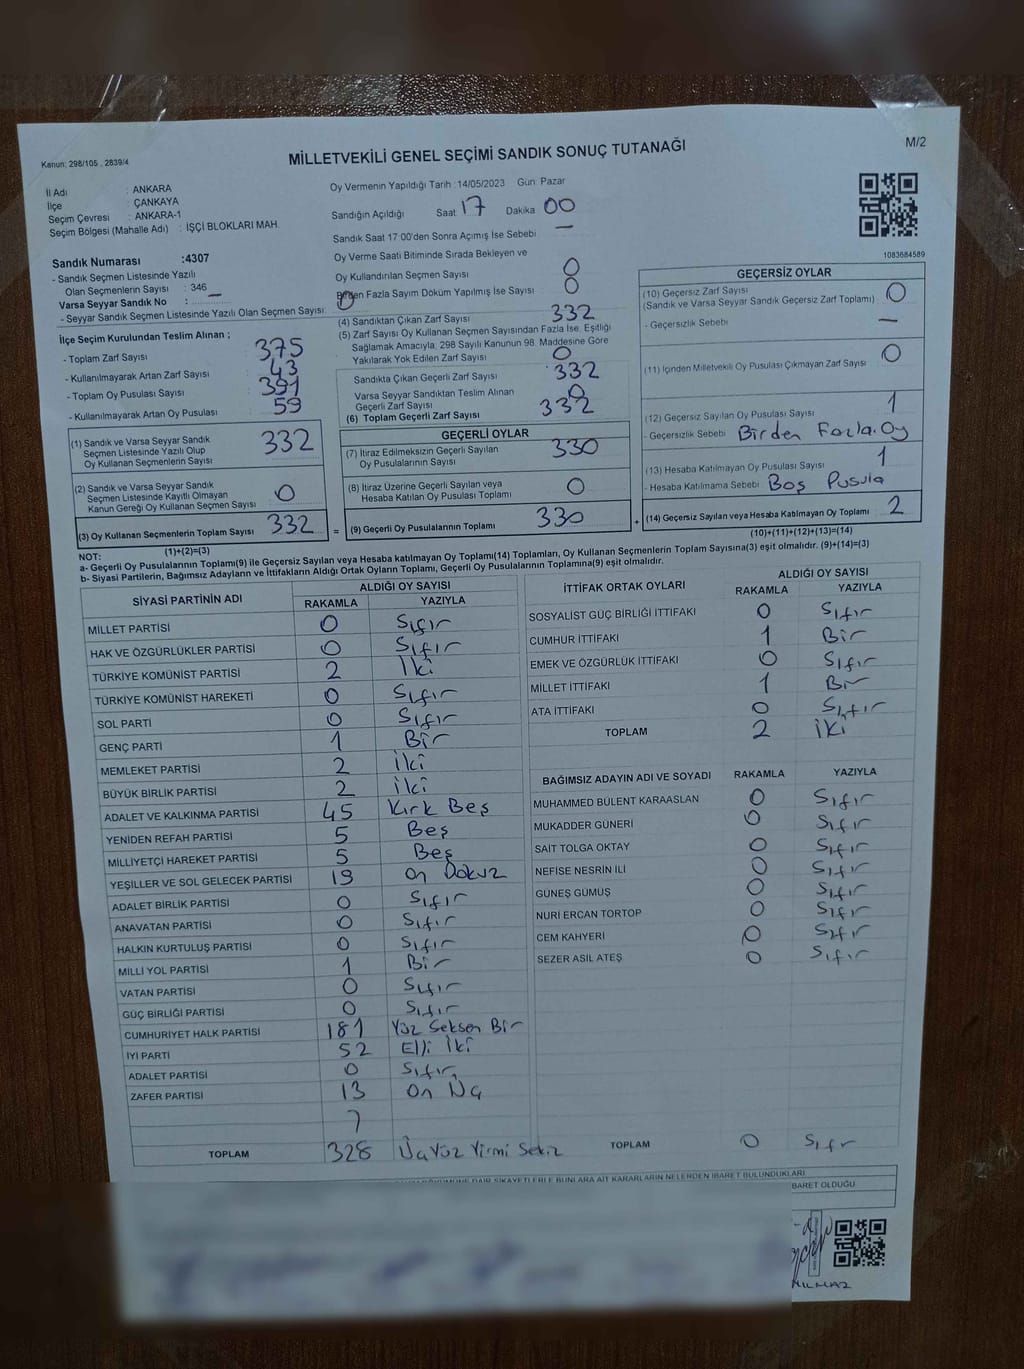 Kanun: 298/105 , 2839/4
MİLLETVEKİLİ GENEL SEÇİMİ SANDIK SONUÇ TUTANAĞI
M/2
İl Adı : ANKARA
İlçe : ÇANKAYA
Seçim Çevresi : ANKARA-1
Seçim Bölgesi (Mahalle Adı) : İŞÇİ BLOKLARI MAH.
Sandık Numarası :4307
- Sandık Seçmen Listesinde Yazılı
Olan Seçmenlerin Sayısı : 346
Varsa Seyyar Sandık No : —
- Seyyar Sandık Seçmen Listesinde Yazılı Olan Seçmen Sayısı: 0
İlçe Seçim Kurulundan Teslim Alınan ;
- Toplam Zarf Sayısı : 375
- Kullanılmayarak Artan Zarf Sayısı : 43
- Toplam Oy Pusulası Sayısı : 391
- Kullanılmayarak Artan Oy Pusulası : 59
(1) Sandık ve Varsa Seyyar Sandık
Seçmen Listesinde Yazılı Olup
Oy Kullanan Seçmenlerin Sayısı 332
(2) Sandık ve Varsa Seyyar Sandık
Seçmen Listesinde Kayıtlı Olmayan
Kanun Gereği Oy Kullanan Seçmen Sayısı 0
(3) Oy Kullanan Seçmenlerin Toplam Sayısı 332 =
(1)+(2)=(3)
Oy Vermenin Yapıldığı Tarih : 14/05/2023 Gün: Pazar
Sandığın Açıldığı Saat 17 Dakika 00
Sandık Saat 17:00'den Sonra Açımış İse Sebebi —
Oy Verme Saati Bitiminde Sırada Bekleyen ve
Oy Kullandırılan Seçmen Sayısı 0
Birden Fazla Sayım Döküm Yapılmış İse Sayısı 0
(4) Sandıktan Çıkan Zarf Sayısı 332
(5) Zarf Sayısı Oy Kullanan Seçmen Sayısından Fazla İse, Eşitliği
Sağlamak Amacıyla, 298 Sayılı Kanunun 98. Maddesine Göre
Yakılarak Yok Edilen Zarf Sayısı 0
Sandıkta Çıkan Geçerli Zarf Sayısı 332
Varsa Seyyar Sandıktan Teslim Alınan
Geçerli Zarf Sayısı 0
(6) Toplam Geçerli Zarf Sayısı 332
GEÇERLİ OYLAR
(7) İtiraz Edilmeksizin Geçerli Sayılan
Oy Pusulalarının Sayısı 330
(8) İtiraz Üzerine Geçerli Sayılan veya
Hesaba Katılan Oy Pusulası Toplamı 0
(9) Geçerli Oy Pusulalarının Toplamı 330 +
1083684589
GEÇERSİZ OYLAR
(10) Geçersiz Zarf Sayısı
(Sandık ve Varsa Seyyar Sandık Geçersiz Zarf Toplamı) 0
- Geçersizlik Sebebi —
(11) İçinden Milletvekili Oy Pusulası Çıkmayan Zarf Sayısı 0
(12) Geçersiz Sayılan Oy Pusulası Sayısı 1
- Geçersizlik Sebebi Birden Fazla. Oy
(13) Hesaba Katılmayan Oy Pusulası Sayısı 1
- Hesaba Katılmama Sebebi Boş Pusula
(14) Geçersiz Sayılan veya Hesaba Katılmayan Oy Toplamı 2
(10)+(11)+(12)+(13)=(14)
NOT:
a- Geçerli Oy Pusulalarının Toplamı(9) ile Geçersiz Sayılan veya Hesaba katılmayan Oy Toplamı(14) Toplamları, Oy Kullanan Seçmenlerin Toplam Sayısına(3) eşit olmalıdır. (9)+(14)=(3)
b- Siyasi Partilerin, Bağımsız Adayların ve İttifakların Aldığı Ortak Oyların Toplamı, Geçerli Oy Pusulalarının Toplamına(9) eşit olmalıdır.
SİYASİ PARTİNİN ADI ALDIĞI OY SAYISI
RAKAMLA YAZIYLA
MİLLET PARTİSİ 0 Sıfır
HAK VE ÖZGÜRLÜKLER PARTİSİ 0 Sıfır
TÜRKİYE KOMÜNİST PARTİSİ 2 İki
TÜRKİYE KOMÜNİST HAREKETİ 0 Sıfır
SOL PARTİ 0 Sıfır
GENÇ PARTİ 1 Bir
MEMLEKET PARTİSİ 2 İki
BÜYÜK BİRLİK PARTİSİ 2 İki
ADALET VE KALKINMA PARTİSİ 45 Kırk Beş
YENİDEN REFAH PARTİSİ 5 Beş
MİLLİYETÇİ HAREKET PARTİSİ 5 Beş
YEŞİLLER VE SOL GELECEK PARTİSİ 19 On Dokuz
ADALET BİRLİK PARTİSİ 0 Sıfır
ANAVATAN PARTİSİ 0 Sıfır
HALKIN KURTULUŞ PARTİSİ 0 Sıfır
MİLLİ YOL PARTİSİ 1 Bir
VATAN PARTİSİ 0 Sıfır
GÜÇ BİRLİĞİ PARTİSİ 0 Sıfır
CUMHURİYET HALK PARTİSİ 181 Yüz Seksen Bir
İYİ PARTİ 52 Elli İki
ADALET PARTİSİ 0 Sıfır
ZAFER PARTİSİ 13 On Üç
TOPLAM 328 Üçyüz Yirmi Sekiz
İTTİFAK ORTAK OYLARI ALDIĞI OY SAYISI
RAKAMLA YAZIYLA
SOSYALİST GÜÇ BİRLİĞİ İTTİFAKI 0 Sıfır
CUMHUR İTTİFAKI 1 Bir
EMEK VE ÖZGÜRLÜK İTTİFAKI 0 Sıfır
MİLLET İTTİFAKI 1 Bir
ATA İTTİFAKI 0 Sıfır
TOPLAM 2 İki
BAĞIMSIZ ADAYIN ADI VE SOYADI RAKAMLA YAZIYLA
MUHAMMED BÜLENT KARAASLAN 0 Sıfır
MUKADDER GÜNERİ 0 Sıfır
SAİT TOLGA OKTAY 0 Sıfır
NEFİSE NESRİN İLİ 0 Sıfır
GÜNEŞ GÜMÜŞ 0 Sıfır
NURİ ERCAN TORTOP 0 Sıfır
CEM KAHYERİ 0 Sıfır
SEZER ASİL ATEŞ 0 Sıfır
TOPLAM 0 Sıfır
ŞİKAYETLERLE BUNLARA AİT KARARLARIN NELERDEN İBARET BULUNDUKLARI
BARET OLDUĞU